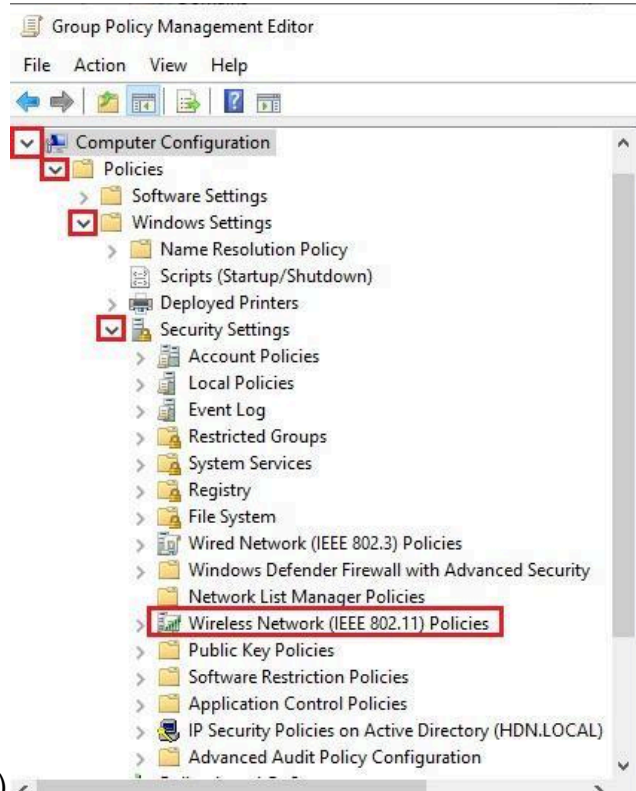 Group Policy Management Editor
File Action View Help
Computer Configuration
Policies
Software Settings
Windows Settings
Name Resolution Policy
Scripts (Startup/Shutdown)
Deployed Printers
Security Settings
Account Policies
Local Policies
Event Log
Restricted Groups
System Services
Registry
File System
Wired Network (IEEE 802.3) Policies
Windows Defender Firewall with Advanced Security
Network List Manager Policies
Wireless Network (IEEE 802.11) Policies
Public Key Policies
Software Restriction Policies
Application Control Policies
IP Security Policies on Active Directory (HDN.LOCAL)
Advanced Audit Policy Configuration
)